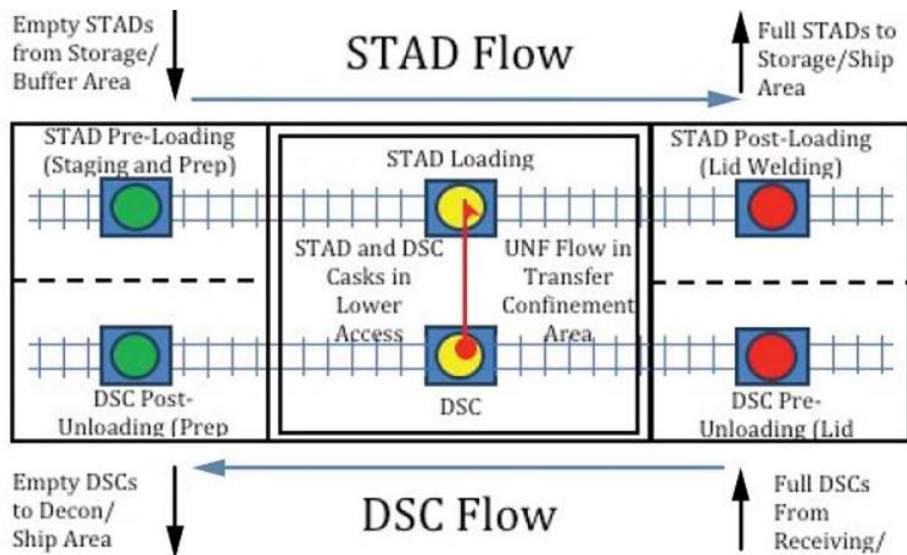 Empty STADs
from Storage/
Buffer Area
STAD Flow
Full STADs to
Storage/Ship
Area
STAD Pre-Loading
(Staging and Prep)
STAD Loading
STAD Post-Loading
(Lid Welding)
STAD and DSC
Casks in
Lower
Access
UNF Flow in
Transfer
Confinement
Area
DSC Post-
Unloading (Prep
DSC
DSC Pre-
Unloading (Lid
Empty DSCs
to Decon/
Ship Area
DSC Flow
Full DSCs
From
Receiving/